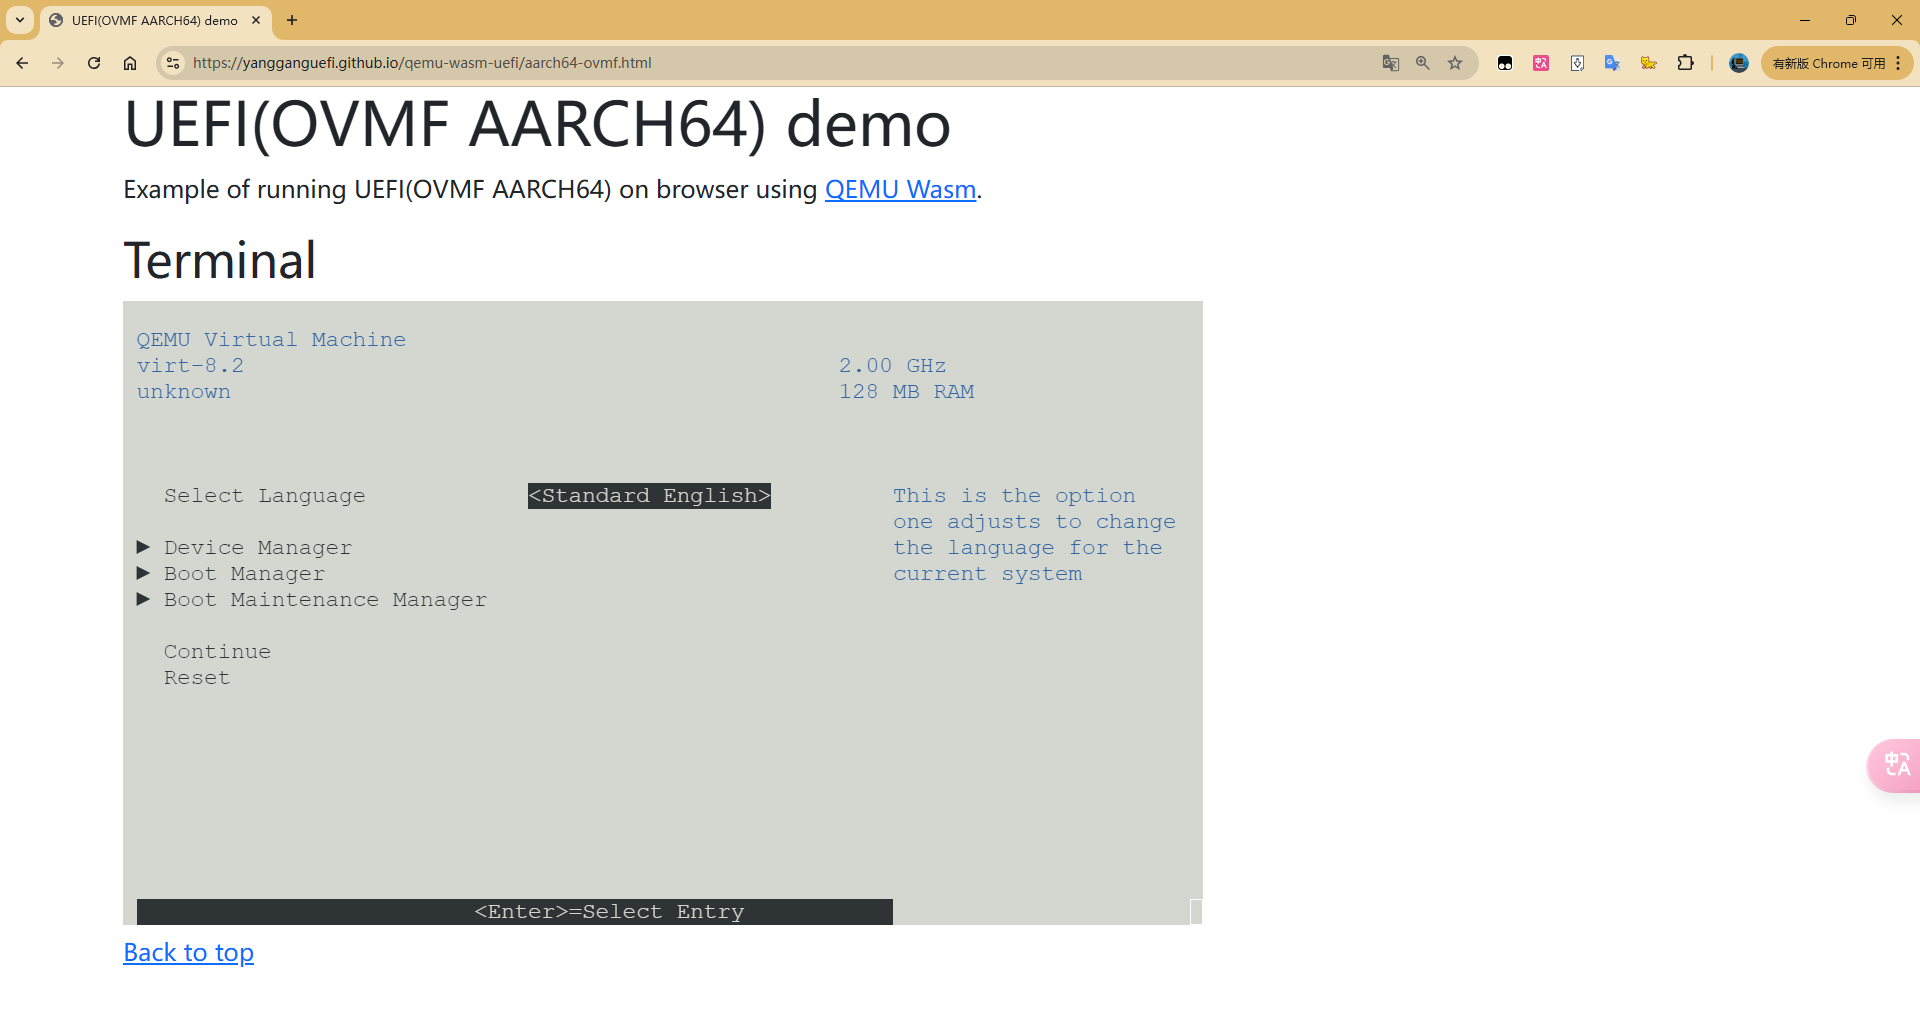 UEFI(OVMF AARCH64) demo
https://yangganguefi.github.io/qemu-wasm-uefi/aarch64-ovmf.html
有新版 Chrome 可用
UEFI(OVMF AARCH64) demo
Example of running UEFI(OVMF AARCH64) on browser using QEMU Wasm.
Terminal
QEMU Virtual Machine
virt-8.2 2.00 GHz
unknown 128 MB RAM
Select Language <Standard English> This is the option
one adjusts to change
▶ Device Manager the language for the
▶ Boot Manager current system
▶ Boot Maintenance Manager
Continue
Reset
<Enter>=Select Entry
Back to top